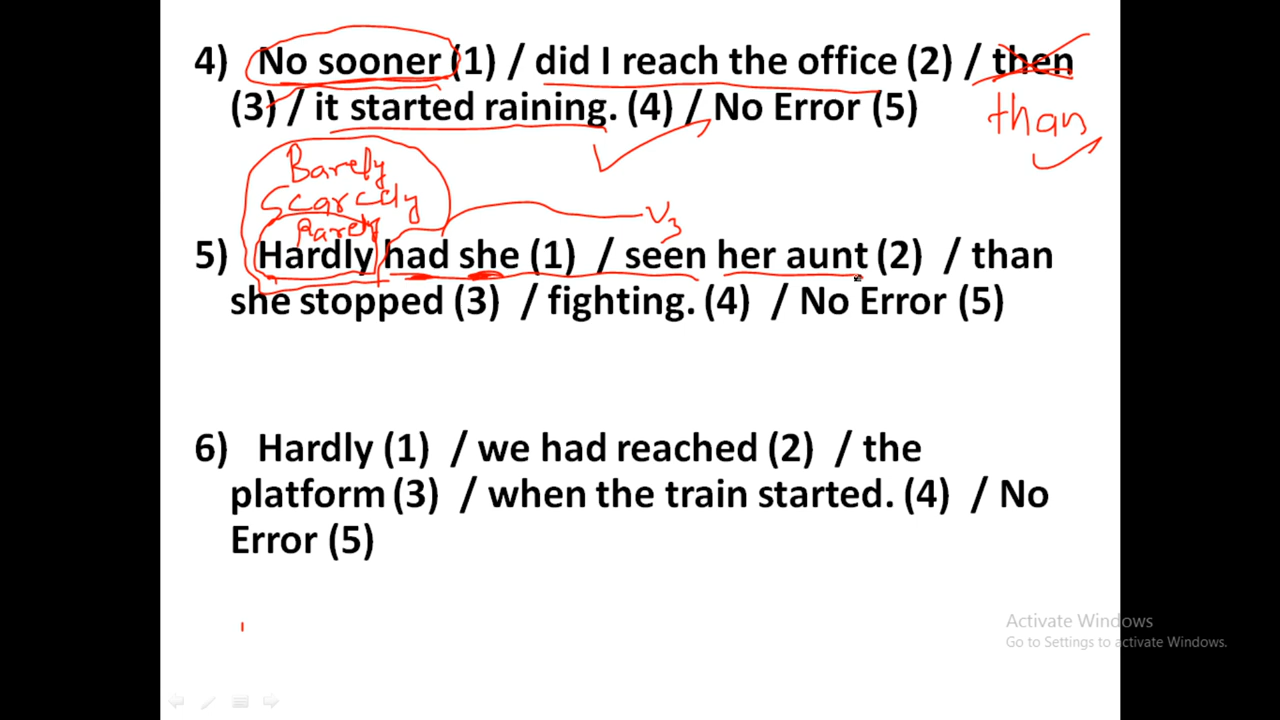 4) No sooner (1) / did I reach the office (2) / then
(3) / it started raining. (4) / No Error (5)
than
Barely
Scarcely
Rarely
V3
5) Hardly had she (1) / seen her aunt (2) / than
she stopped (3) / fighting. (4) / No Error (5)
6) Hardly (1) / we had reached (2) / the
platform (3) / when the train started. (4) / No
Error (5)
Activate Windows
Go to Settings to activate Windows.